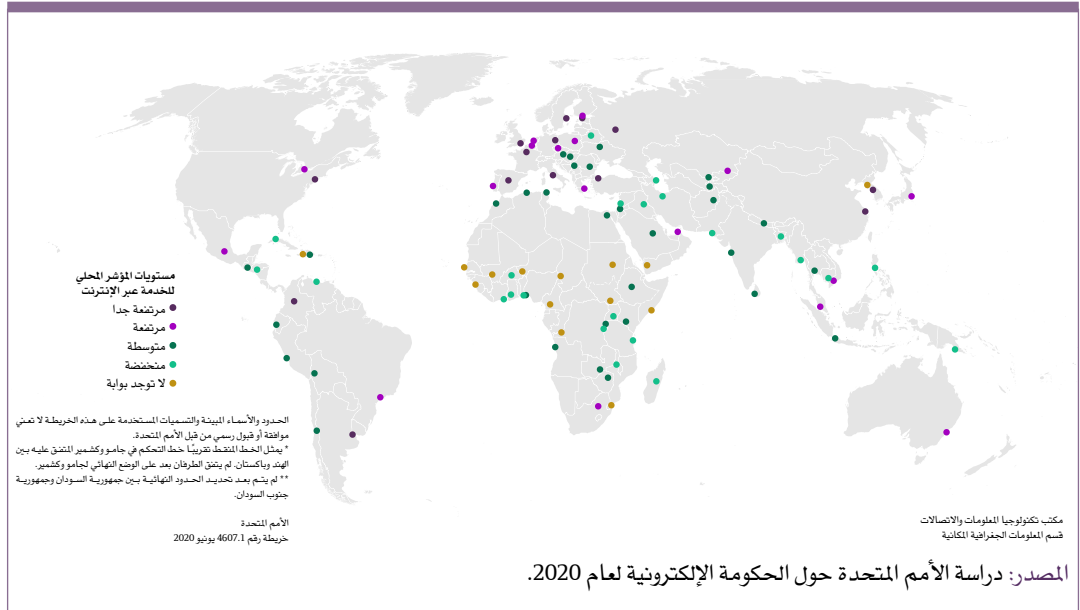 مستويات المؤشر المحلي
للخدمة عبر الإنترنت
مرتفعة جدا
مرتفعة
متوسطة
منخفضة
لا توجد بوابة
الحدود والأسماء المبينة والتسميات المستخدمة على هذه الخريطة لا تعني
موافقة أو قبول رسمي من قبل الأمم المتحدة.
* يمثل الخط المنقط تقريبًا خط التحكم في جامو وكشمير المتفق عليه بين
الهند وباكستان. لم يتفق الطرفان بعد على الوضع النهائي لجامو وكشمير.
** لم يتم بعد تحديد الحدود النهائية بين جمهورية السودان وجمهورية
جنوب السودان.
الأمم المتحدة
خريطة رقم 4607.1 يونيو 2020
مكتب تكنولوجيا المعلومات والاتصالات
قسم المعلومات الجغرافية المكانية
المصدر: دراسة الأمم المتحدة حول الحكومة الإلكترونية لعام 2020.